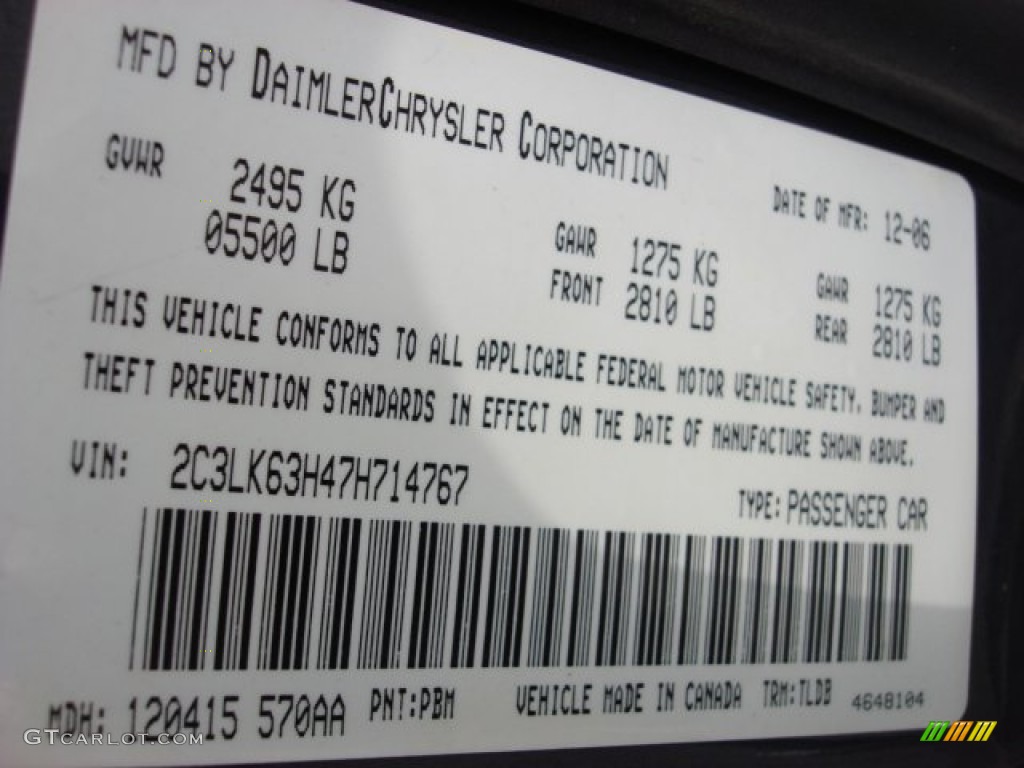 MFD BY DAIMLERCHRYSLER CORPORATION
DATE OF MFR: 12-06
GVWR 2495 KG
05500 LB
GAWR 1275 KG
FRONT 2810 LB
GAWR 1275 KG
REAR 2810 LB
THIS VEHICLE CONFORMS TO ALL APPLICABLE FEDERAL MOTOR VEHICLE SAFETY, BUMPER AND
THEFT PREVENTION STANDARDS IN EFFECT ON THE DATE OF MANUFACTURE SHOWN ABOVE.
VIN: 2C3LK63H47H714767
TYPE: PASSENGER CAR
MDH: 120415 570AA PNT:PBM VEHICLE MADE IN CANADA TRM:TLDB 4648104
GTCARLOT.COM